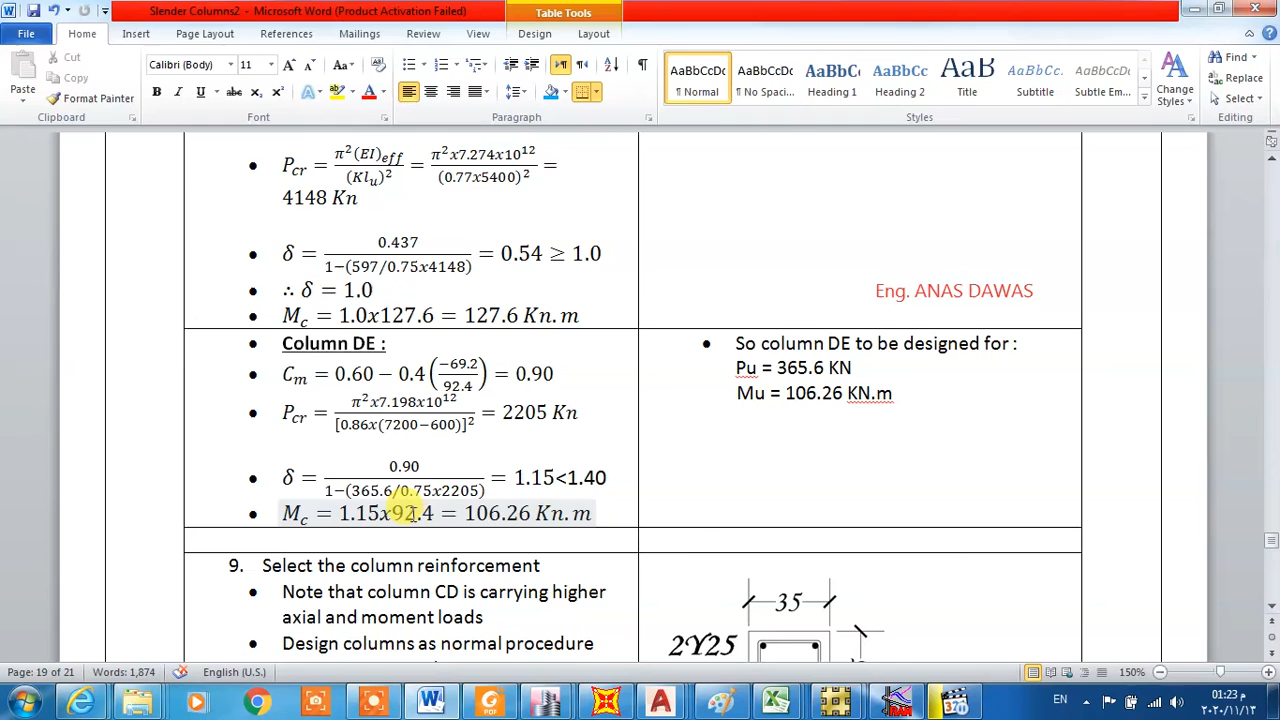 Slender Columns2 - Microsoft Word (Product Activation Failed)
Table Tools
File Home Insert Page Layout References Mailings Review View Design Layout
Cut
Copy
Format Painter
Paste
Calibri (Body) 11
AaBbCcDc AaBbCcDc AaBbCc AaBbCc AaB AaBbCc. AaBbCcDc
¶ Normal ¶ No Spaci... Heading 1 Heading 2 Title Subtitle Subtle Em...
Change Styles
Find
Replace
Select
Clipboard Font Paragraph Styles Editing
• P_cr = π²(EI)_eff/(Kl_u)² = π²x7.274x10¹²/(0.77x5400)² =
4148 Kn
• δ = 0.437/1−(597/0.75x4148) = 0.54 ≥ 1.0
• ∴ δ = 1.0
• M_c = 1.0x127.6 = 127.6 Kn.m
Eng. ANAS DAWAS
• Column DE :
• C_m = 0.60 − 0.4 (−69.2/92.4) = 0.90
• P_cr = π²x7.198x10¹²/[0.86x(7200−600)]² = 2205 Kn
• δ = 0.90/1−(365.6/0.75x2205) = 1.15<1.40
• M_c = 1.15x92.4 = 106.26 Kn.m
• So column DE to be designed for :
Pu = 365.6 KN
Mu = 106.26 KN.m
9. Select the column reinforcement
• Note that column CD is carrying higher
axial and moment loads
• Design columns as normal procedure
35
2Y25
Page: 19 of 21 Words: 1,874 English (U.S.) 150%
EN
01:23 م
٢٠٢٠/١١/١٣